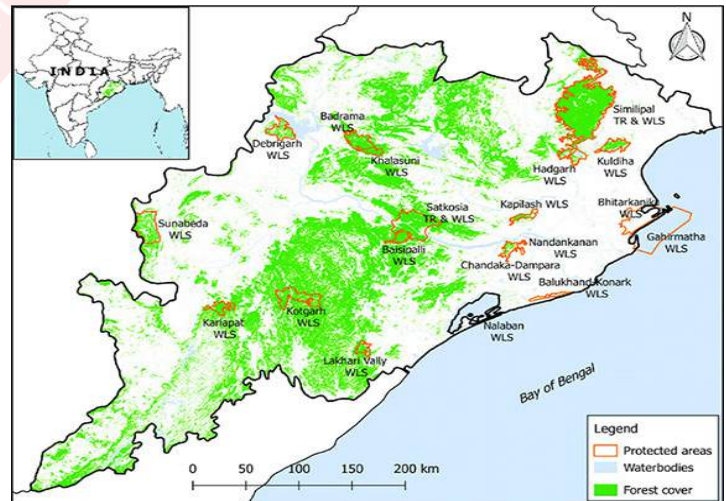 INDIA
N
Similipal
TR & WLS
Badrama
WLS
Debrigarh
WLS
Khalasuni
WLS
Hadgarh
WLS
Kuldiha
WLS
Satkosia
TR & WLS
Kapilash WLS
Bhitarkanika
WLS
Gahirmatha
WLS
Sunabeda
WLS
Baisipalli
WLS
Nandankanan
WLS
Chandaka-Dampara
WLS
Balukhand-Konark
WLS
Karlapat
WLS
Kotgarh
WLS
Nalaban
WLS
Lakhari Vally
WLS
Bay of Bengal
0 50 100 150 200 km
Legend
Protected areas
Waterbodies
Forest cover